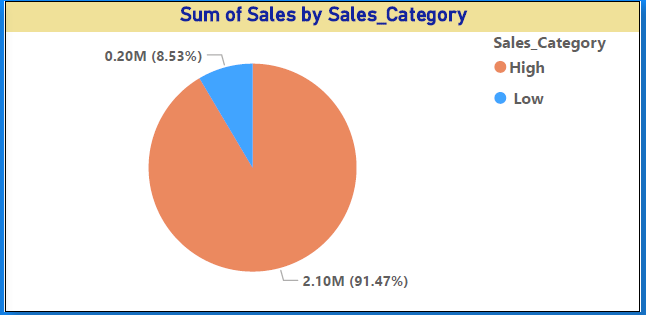 Sum of Sales by Sales_Category
Sales_Category
High
Low
0.20M (8.53%)
2.10M (91.47%)